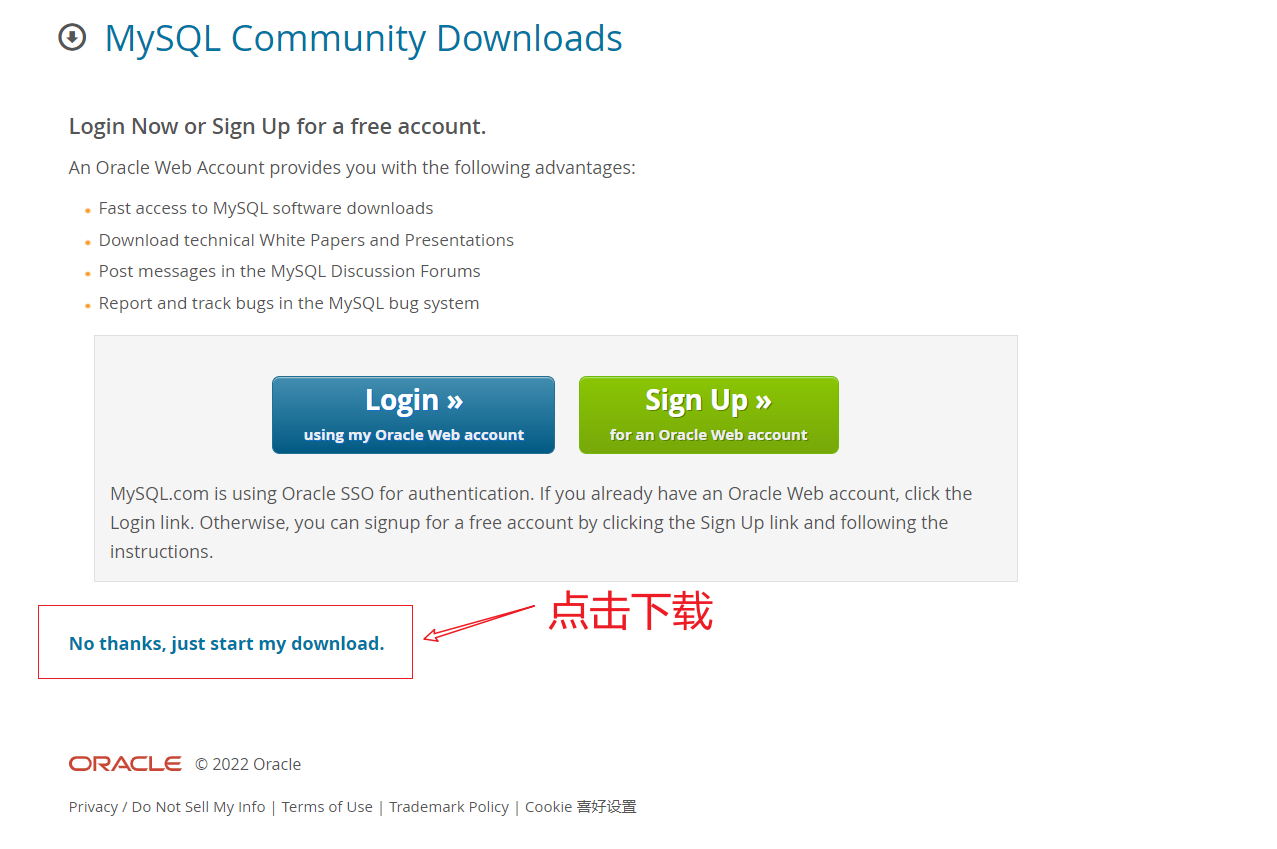 MySQL Community Downloads
Login Now or Sign Up for a free account.
An Oracle Web Account provides you with the following advantages:
Fast access to MySQL software downloads
Download technical White Papers and Presentations
Post messages in the MySQL Discussion Forums
Report and track bugs in the MySQL bug system
Login »
using my Oracle Web account
Sign Up »
for an Oracle Web account
MySQL.com is using Oracle SSO for authentication. If you already have an Oracle Web account, click the
Login link. Otherwise, you can signup for a free account by clicking the Sign Up link and following the
instructions.
点击下载
No thanks, just start my download.
ORACLE © 2022 Oracle
Privacy / Do Not Sell My Info | Terms of Use | Trademark Policy | Cookie 喜好设置